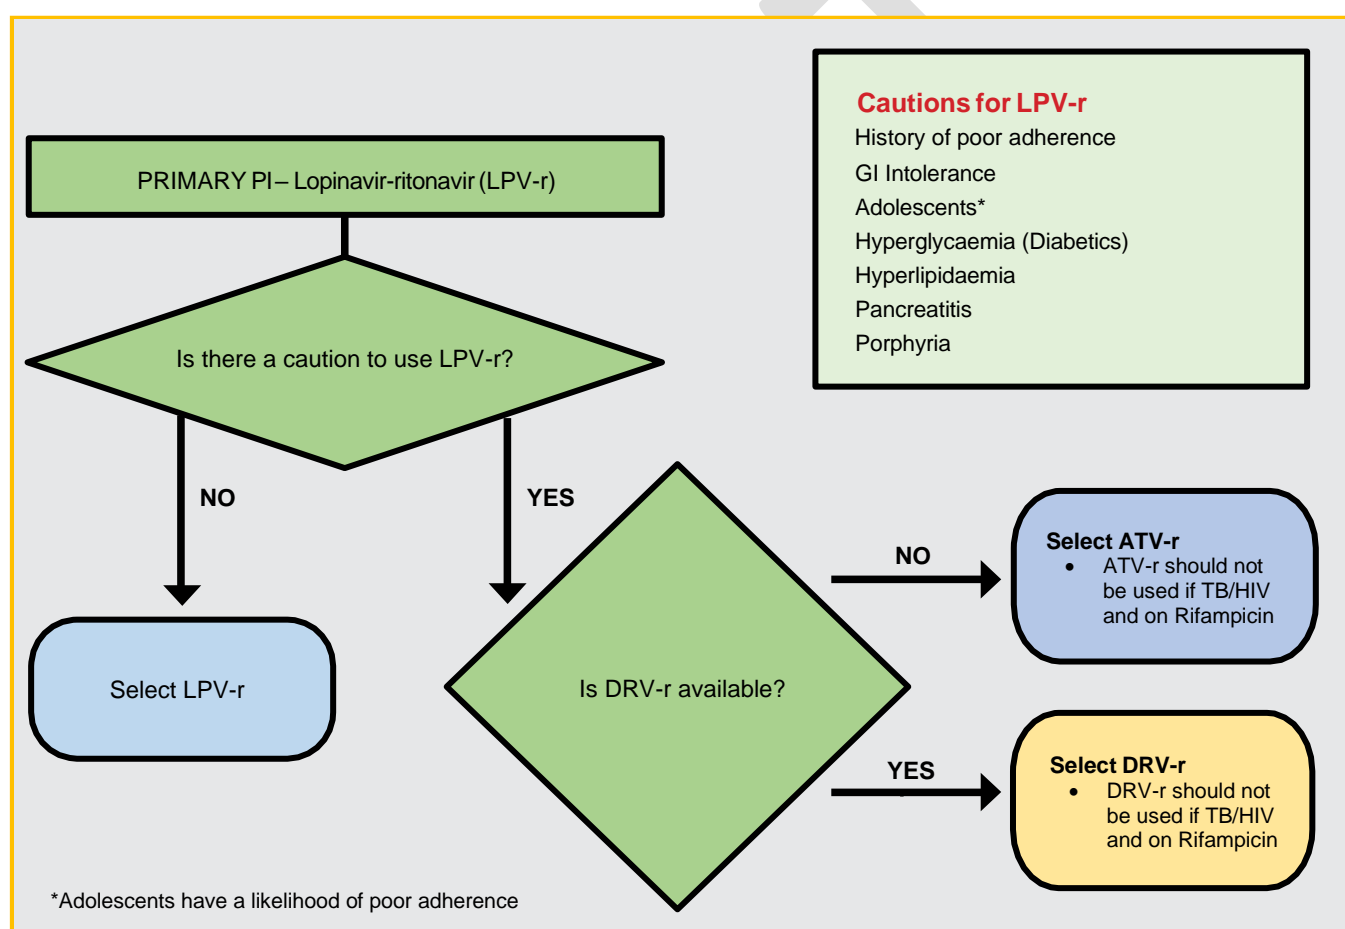 Cautions for LPV-r
History of poor adherence
GI Intolerance
Adolescents*
Hyperglycaemia (Diabetics)
Hyperlipidaemia
Pancreatitis
Porphyria
PRIMARY PI – Lopinavir-ritonavir (LPV-r)
Is there a caution to use LPV-r?
NO
YES
Select LPV-r
Is DRV-r available?
NO
Select ATV-r
• ATV-r should not
be used if TB/HIV
and on Rifampicin
YES
Select DRV-r
• DRV-r should not
be used if TB/HIV
and on Rifampicin
*Adolescents have a likelihood of poor adherence